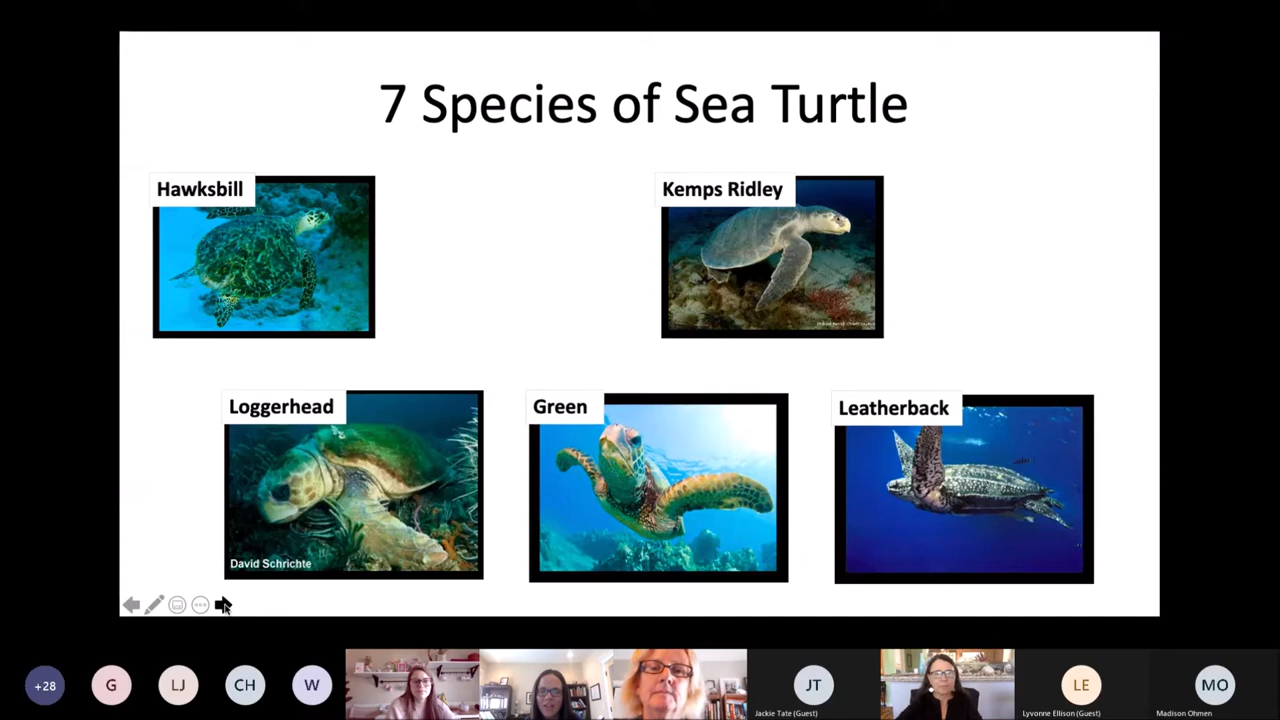 7 Species of Sea Turtle
Hawksbill
Kemps Ridley
Loggerhead
Green
Leatherback
David Schrichte
+28
G
LJ
CH
W
JT
Jackie Tate (Guest)
LE
Lyvonne Ellison (Guest)
MO
Madison Ohmen